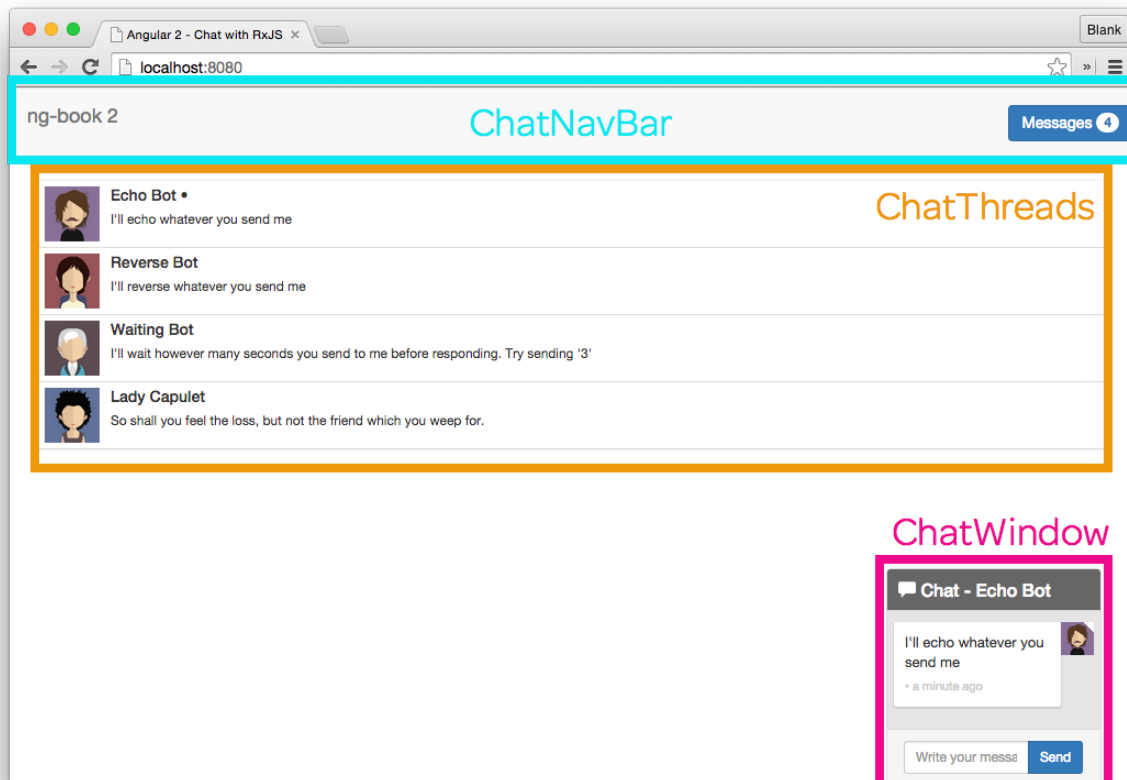 Angular 2 - Chat with RxJS ×
Blank
localhost:8080
»
ng-book 2
ChatNavBar
Messages 4
ChatThreads
Echo Bot •
I'll echo whatever you send me
Reverse Bot
I'll reverse whatever you send me
Waiting Bot
I'll wait however many seconds you send to me before responding. Try sending '3'
Lady Capulet
So shall you feel the loss, but not the friend which you weep for.
ChatWindow
Chat - Echo Bot
I'll echo whatever you
send me
• a minute ago
Write your messa
Send